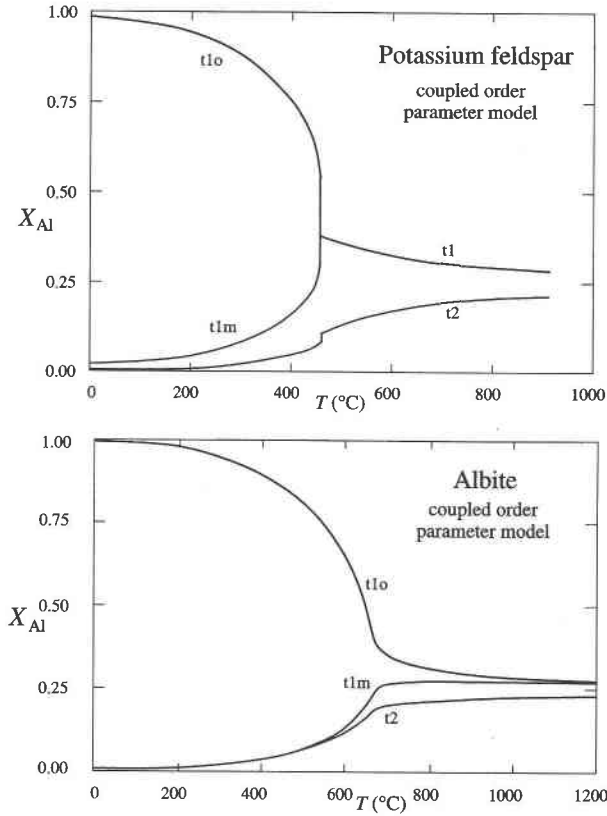 1.00
t1o
Potassium feldspar
coupled order
parameter model
0.75
0.50
X_Al
t1
0.25
t1m
t2
0.00
0 200 400 600 800 1000
T (°C)
1.00
Albite
coupled order
parameter model
0.75
t1o
0.50
X_Al
t1m
0.25
t2
0.00
0 200 400 600 800 1000 1200
T (°C)